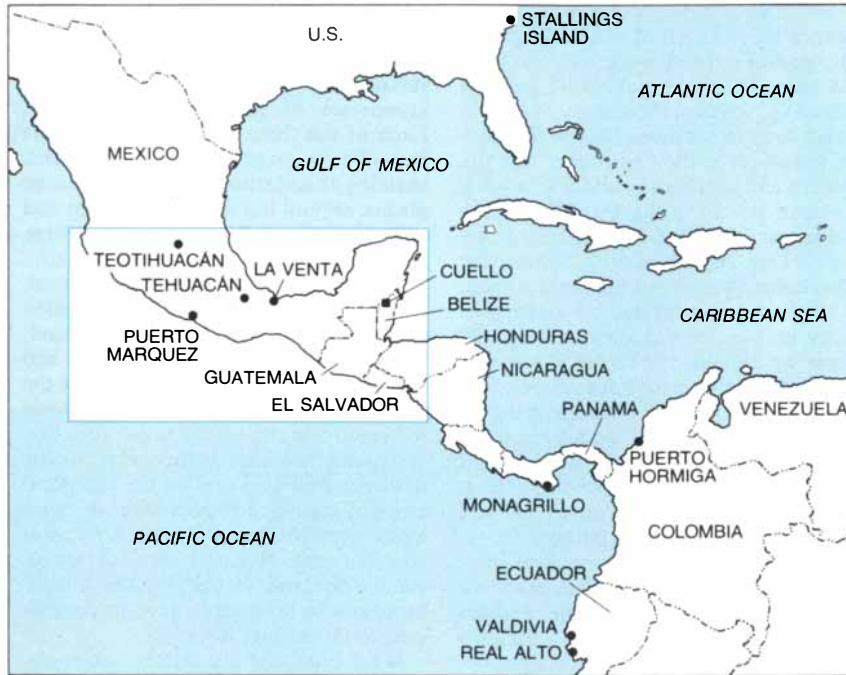 STALLINGS
ISLAND
U.S.
ATLANTIC OCEAN
MEXICO
GULF OF MEXICO
TEOTIHUACÁN
TEHUACÁN
LA VENTA
CUELLO
BELIZE
CARIBBEAN SEA
PUERTO
MARQUEZ
HONDURAS
GUATEMALA
NICARAGUA
EL SALVADOR
PANAMA
VENEZUELA
PUERTO
HORMIGA
MONAGRILLO
COLOMBIA
PACIFIC OCEAN
ECUADOR
VALDIVIA
REAL ALTO